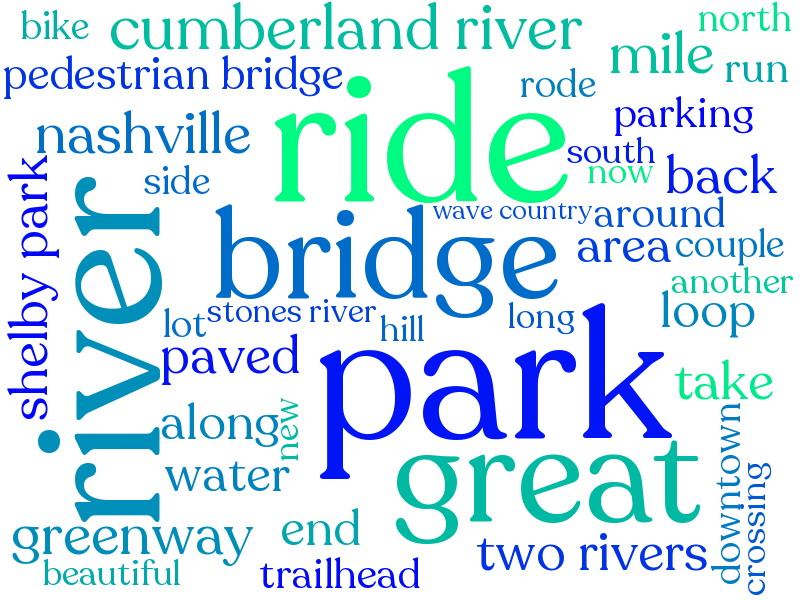 bike
cumberland river
north
mile
run
pedestrian bridge
rode
ride
parking
nashville
south
now
back
side
shelby park
river
wave country
around
bridge
area
couple
another
stones river
lot
hill
long
loop
paved
park
take
along
new
water
great
downtown
crossing
greenway
end
two rivers
beautiful
trailhead